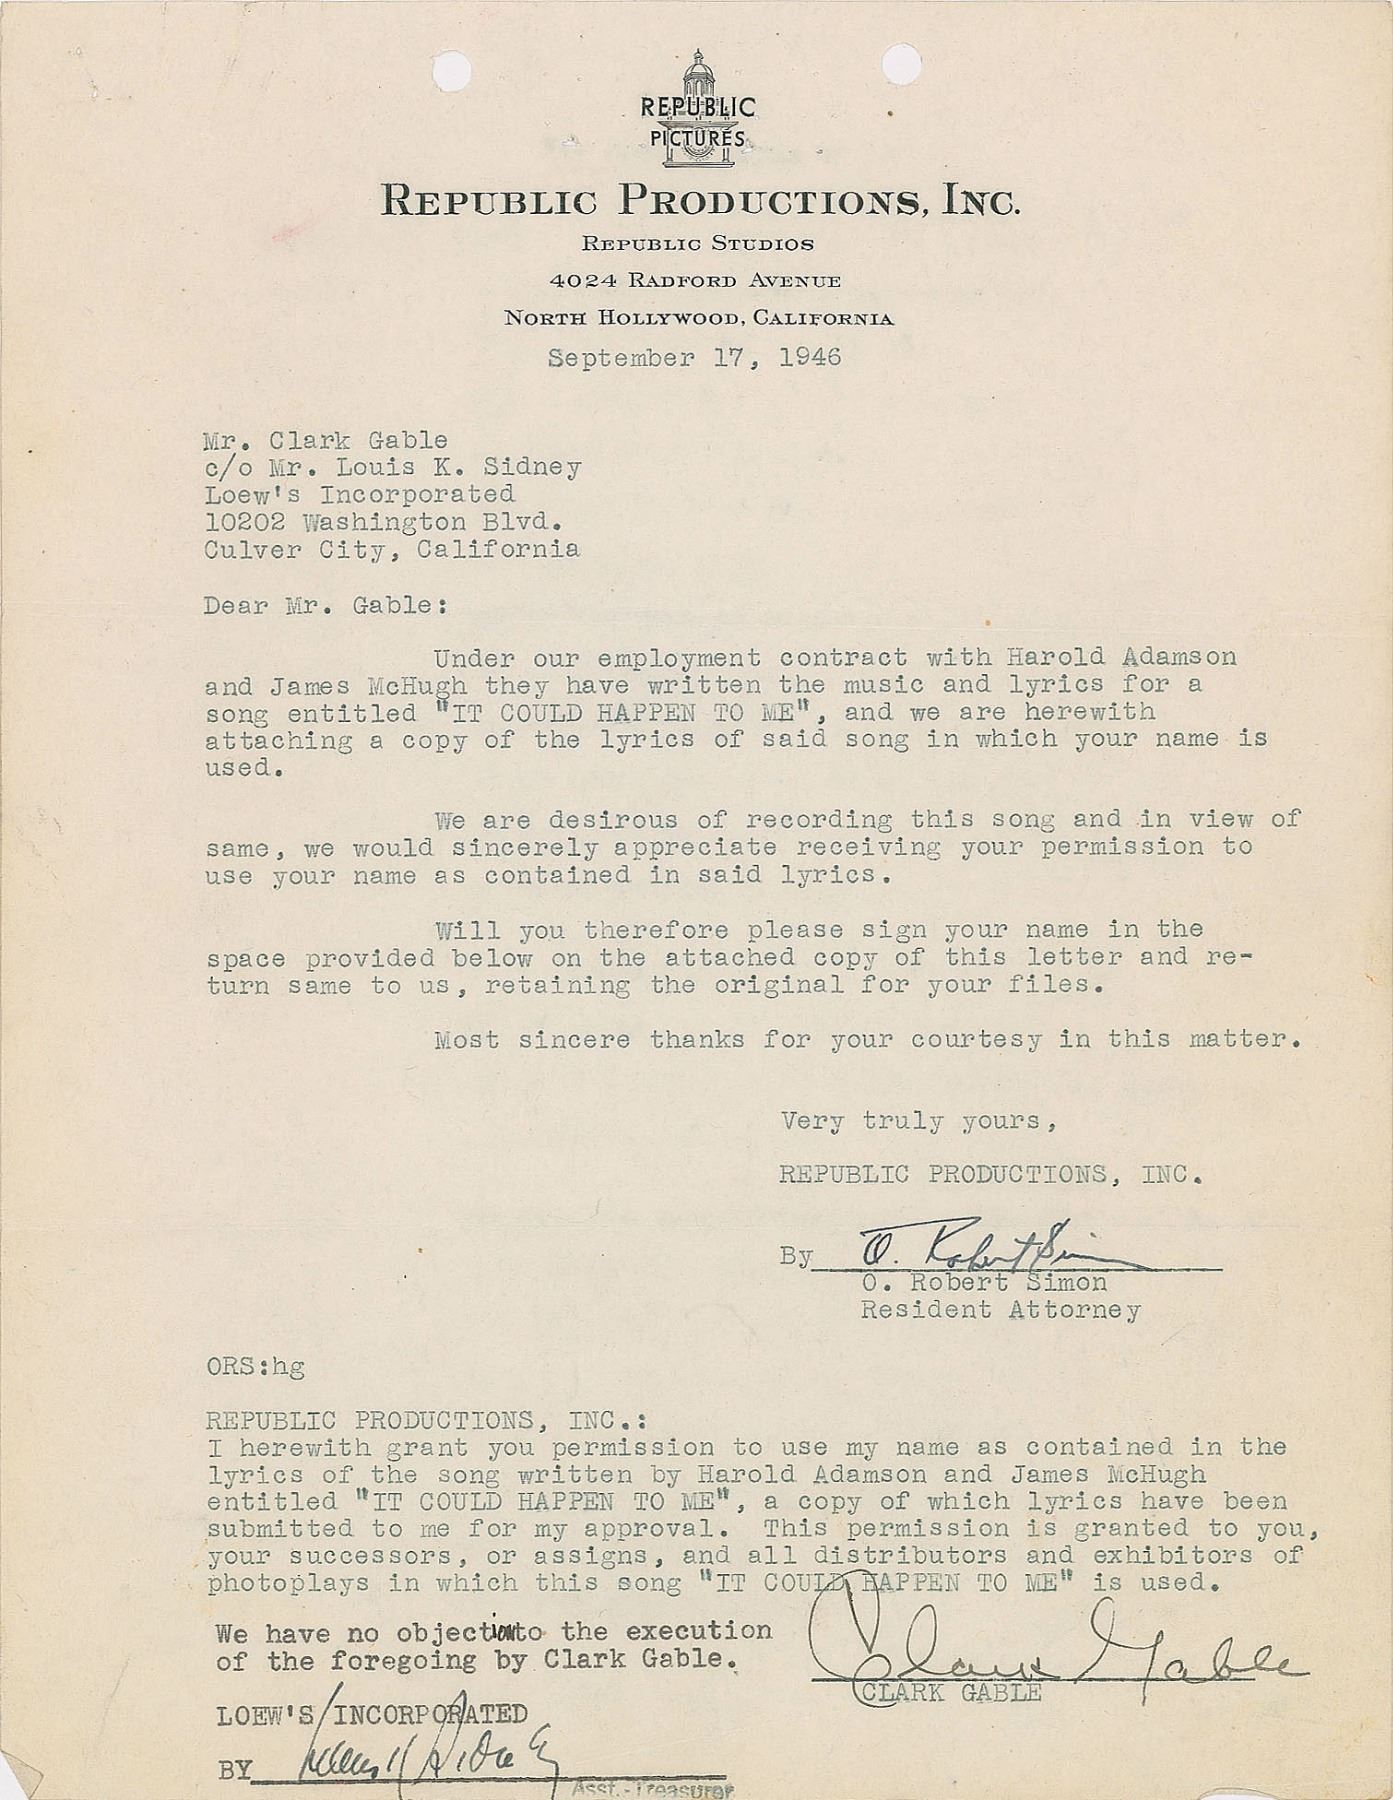 REPUBLIC
PICTURES
REPUBLIC PRODUCTIONS, INC.
REPUBLIC STUDIOS
4024 RADFORD AVENUE
NORTH HOLLYWOOD, CALIFORNIA
September 17, 1946
Mr. Clark Gable
c/o Mr. Louis K. Sidney
Loew's Incorporated
10202 Washington Blvd.
Culver City, California
Dear Mr. Gable:
Under our employment contract with Harold Adamson
and James McHugh they have written the music and lyrics for a
song entitled "IT COULD HAPPEN TO ME", and we are herewith
attaching a copy of the lyrics of said song in which your name is
used.
We are desirous of recording this song and in view of
same, we would sincerely appreciate receiving your permission to
use your name as contained in said lyrics.
Will you therefore please sign your name in the
space provided below on the attached copy of this letter and re-
turn same to us, retaining the original for your files.
Most sincere thanks for your courtesy in this matter.
Very truly yours,
REPUBLIC PRODUCTIONS, INC.
By O. Robert Simon
O. Robert Simon
Resident Attorney
ORS:hg
REPUBLIC PRODUCTIONS, INC.:
I herewith grant you permission to use my name as contained in the
lyrics of the song written by Harold Adamson and James McHugh
entitled "IT COULD HAPPEN TO ME", a copy of which lyrics have been
submitted to me for my approval. This permission is granted to you,
your successors, or assigns, and all distributors and exhibitors of
photoplays in which this song "IT COULD HAPPEN TO ME" is used.
We have no objection to the execution
of the foregoing by Clark Gable.
Clark Gable
CLARK GABLE
LOEW'S INCORPORATED
BY Louis K Sidney
Asst.-Treasurer